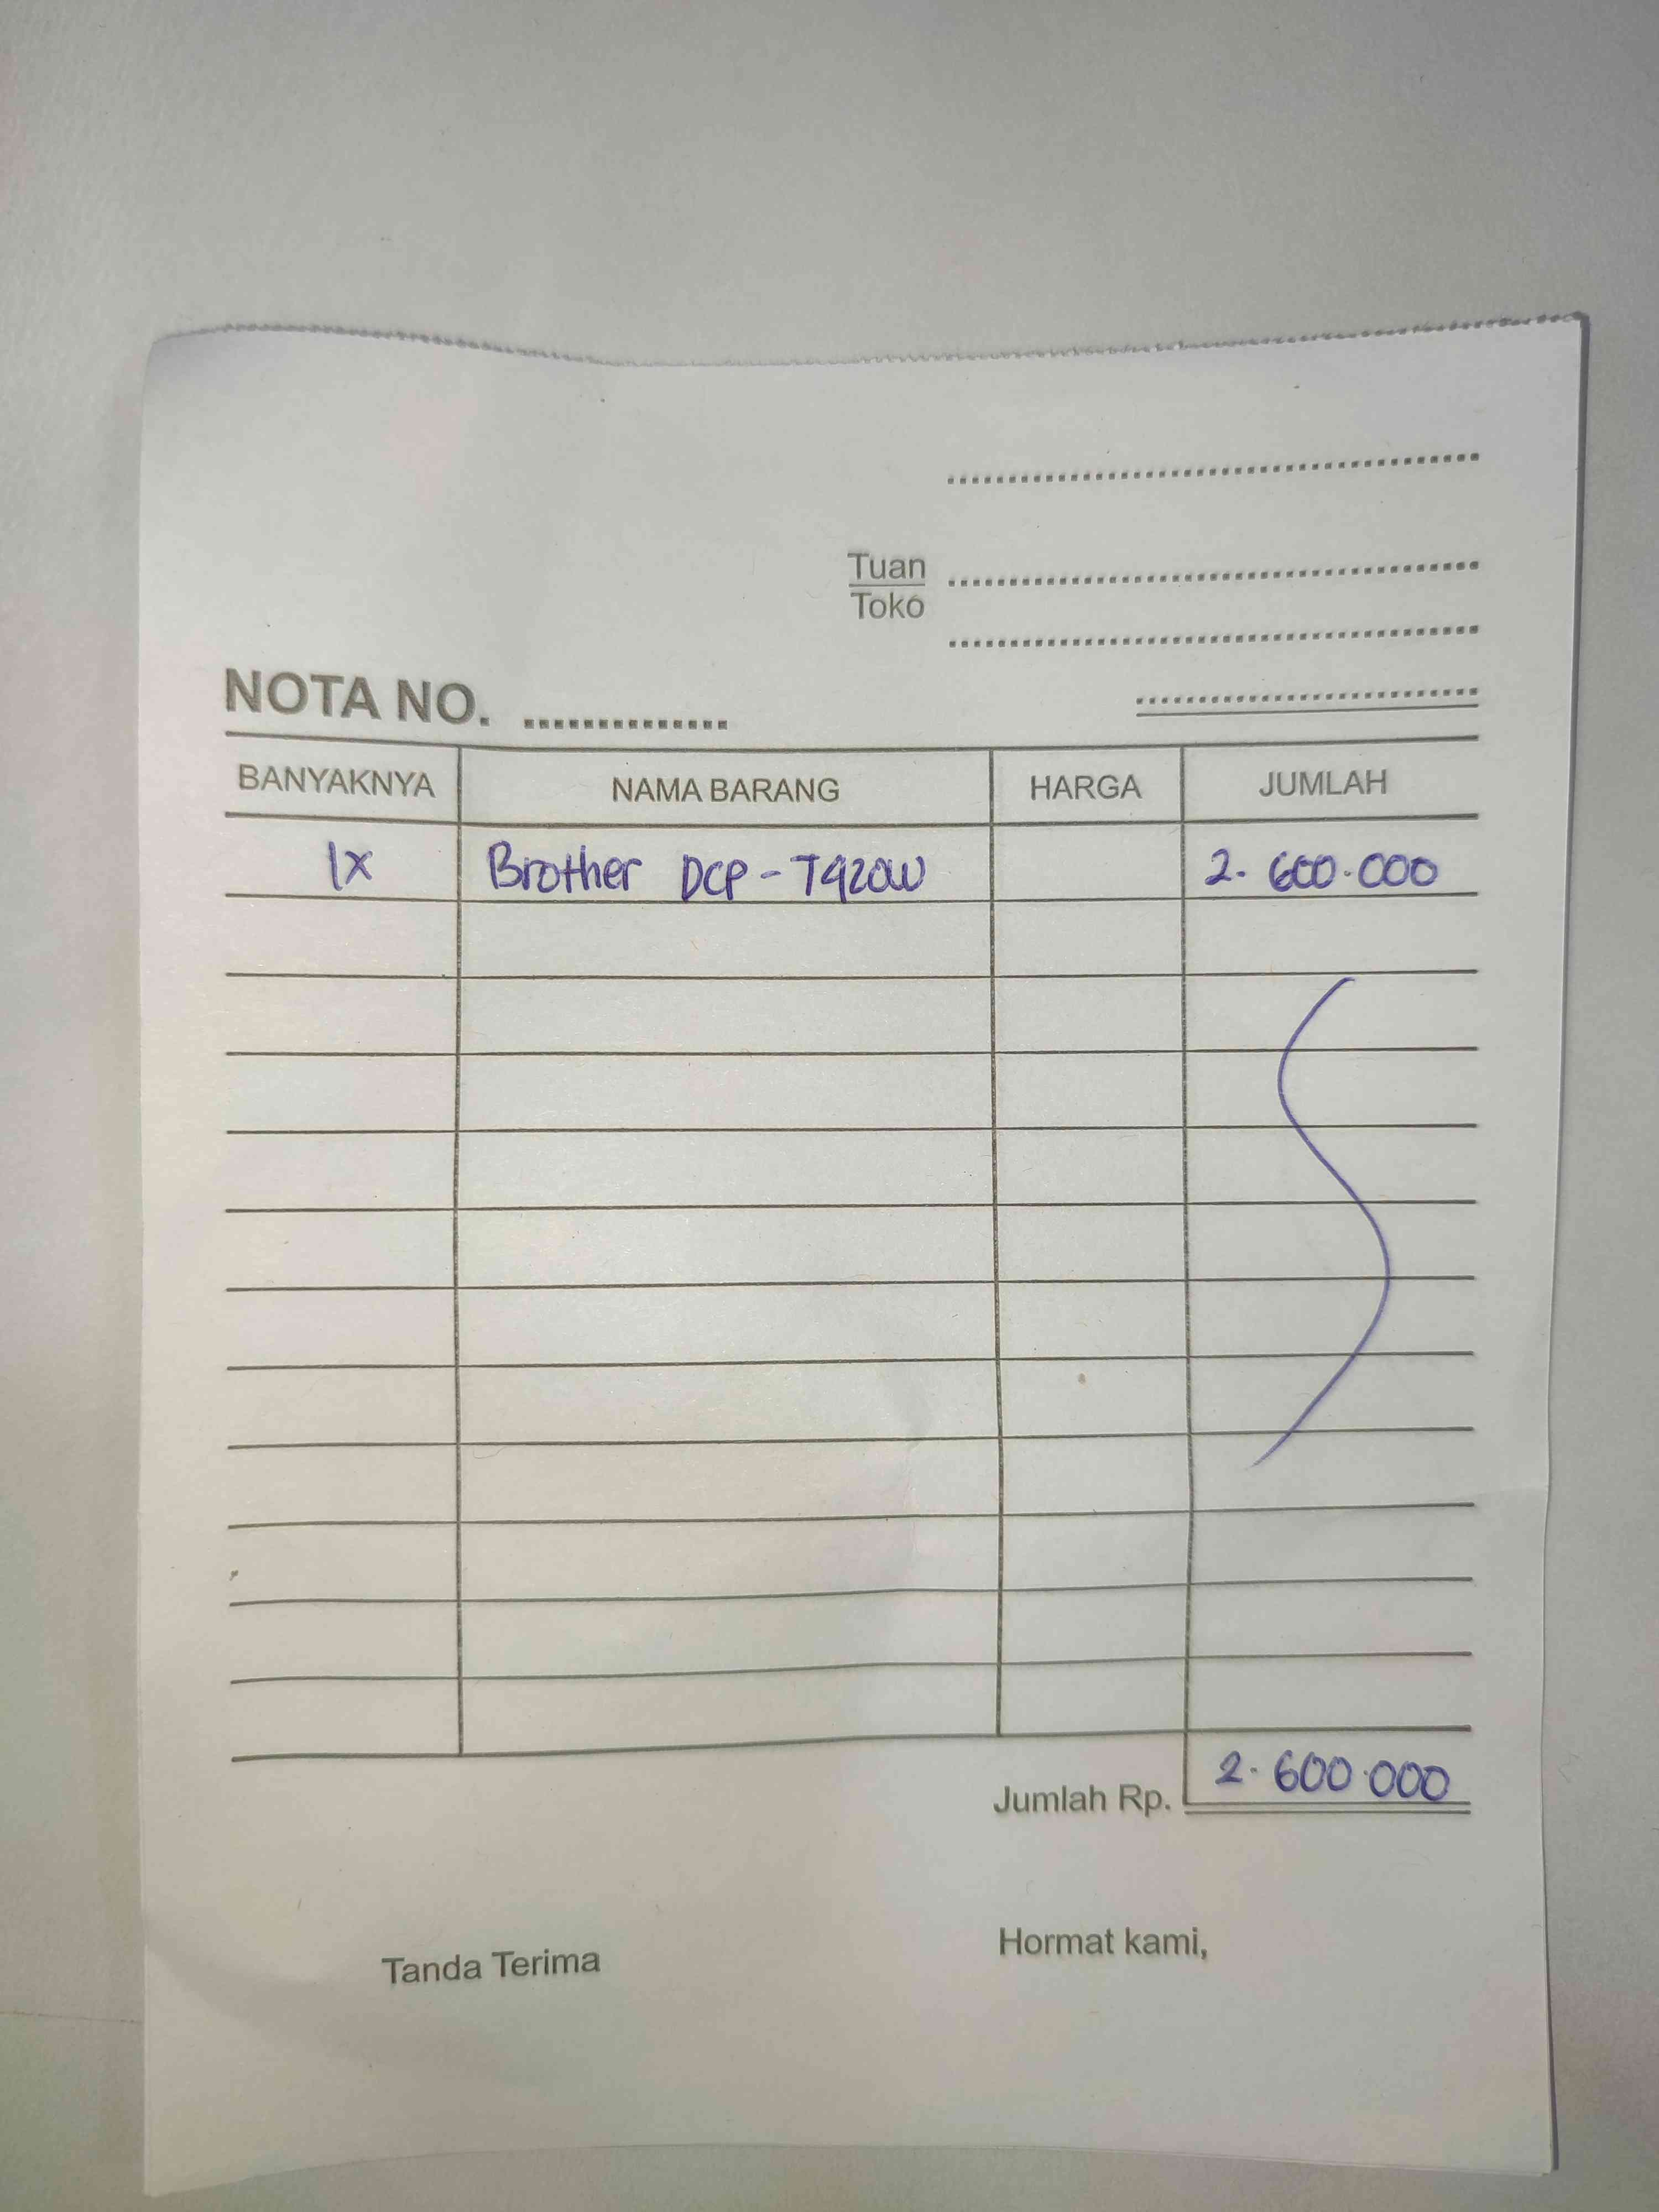 Tuan
Toko
NOTA NO.
BANYAKNYA NAMA BARANG HARGA JUMLAH
1x Brother DCP-T920W 2.600.000
Jumlah Rp. 2.600.000
Tanda Terima Hormat kami,